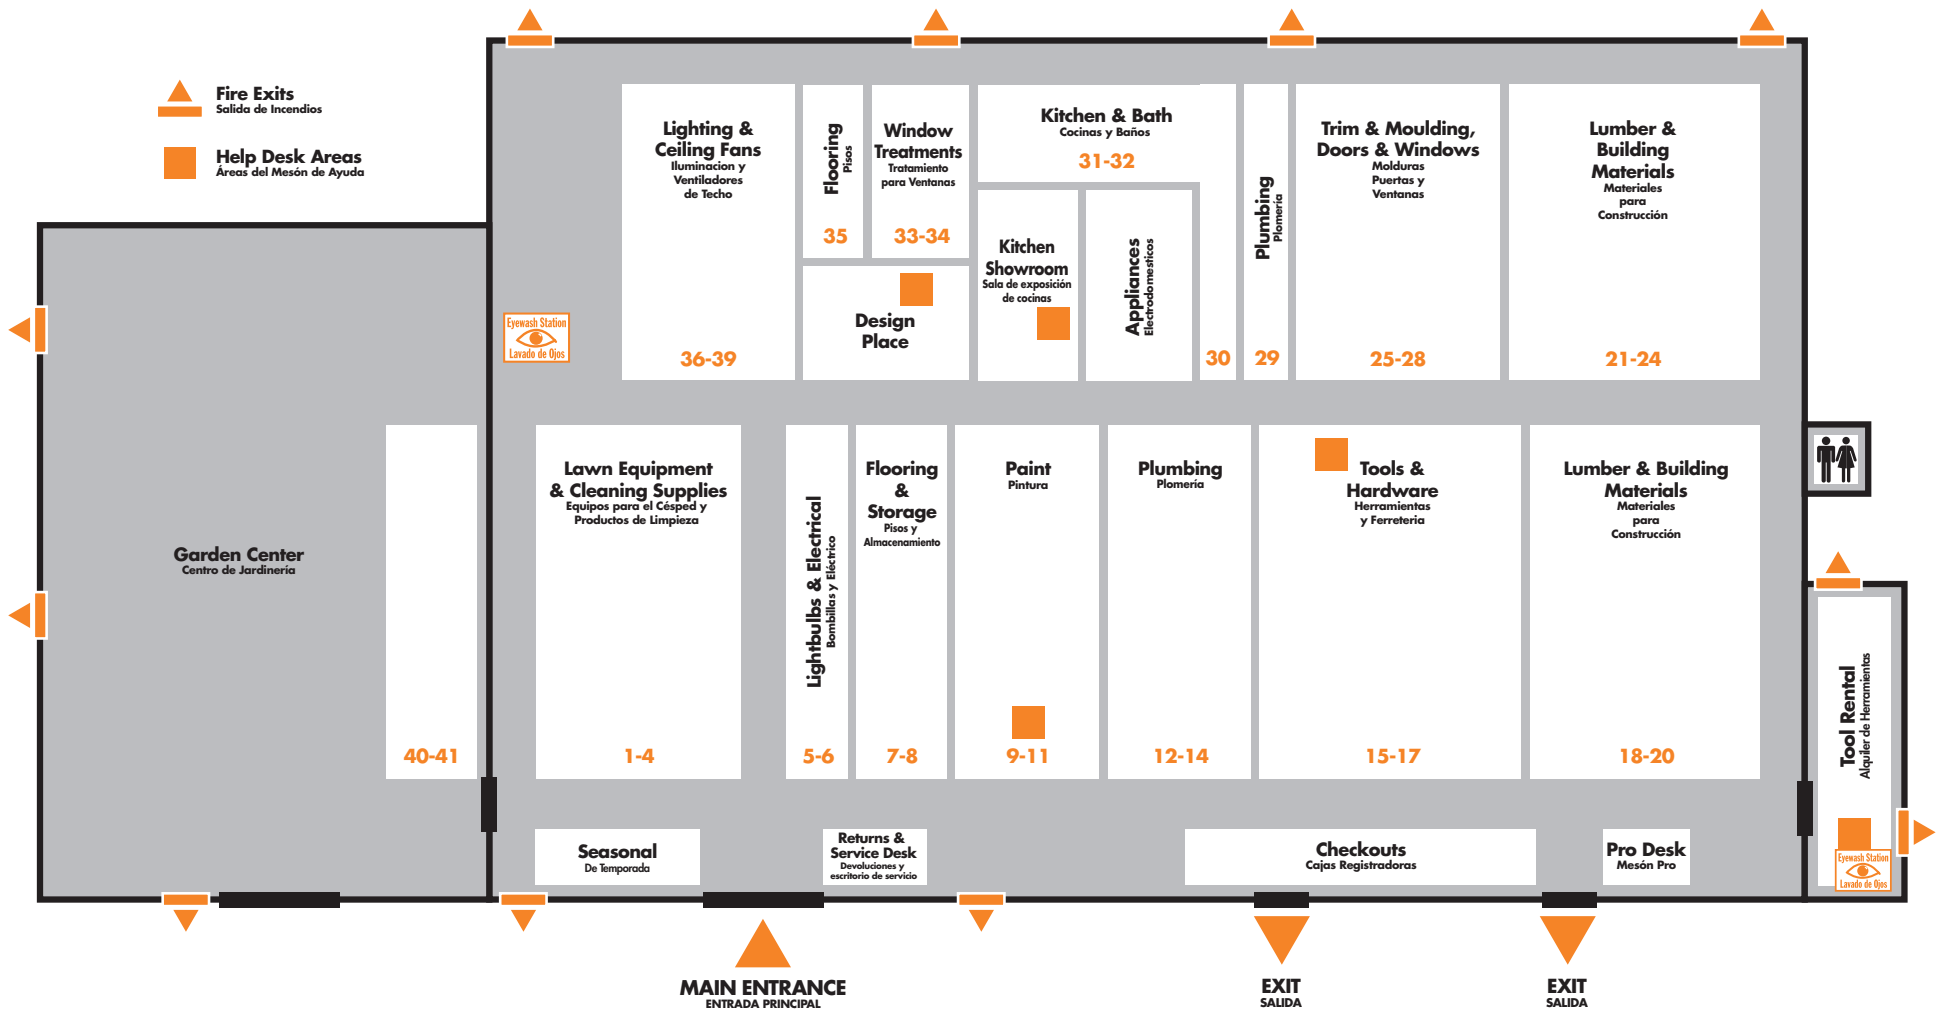 Fire Exits
Salida de Incendios
Help Desk Areas
Áreas del Mesón de Ayuda
Lighting &
Ceiling Fans
Iluminacion y
Ventiladores
de Techo
36-39
Flooring
Pisos
35
Window
Treatments
Tratamiento
para Ventanas
33-34
Design
Place
Kitchen & Bath
Cocinas y Baños
31-32
Kitchen
Showroom
Sala de exposición
de cocinas
Appliances
Electrodomesticos
30
Plumbing
Plomería
29
Trim & Moulding,
Doors & Windows
Molduras
Puertas y
Ventanas
25-28
Lumber &
Building
Materials
Materiales
para
Construcción
21-24
Eyewash Station
Lavado de Ojos
Garden Center
Centro de Jardinería
40-41
Lawn Equipment
& Cleaning Supplies
Equipos para el Césped y
Productos de Limpieza
1-4
Lightbulbs & Electrical
Bombillas y Eléctrico
5-6
Flooring
&
Storage
Pisos y
Almacenamiento
7-8
Paint
Pintura
9-11
Plumbing
Plomería
12-14
Tools &
Hardware
Herramientas
y Ferreteria
15-17
Lumber & Building
Materials
Materiales
para
Construcción
18-20
Tool Rental
Alquiler de Herramientas
Eyewash Station
Lavado de Ojos
Seasonal
De Temporada
Returns &
Service Desk
Devoluciones y
escritorio de servicio
Checkouts
Cajas Registradoras
Pro Desk
Mesón Pro
MAIN ENTRANCE
ENTRADA PRINCIPAL
EXIT
SALIDA
EXIT
SALIDA